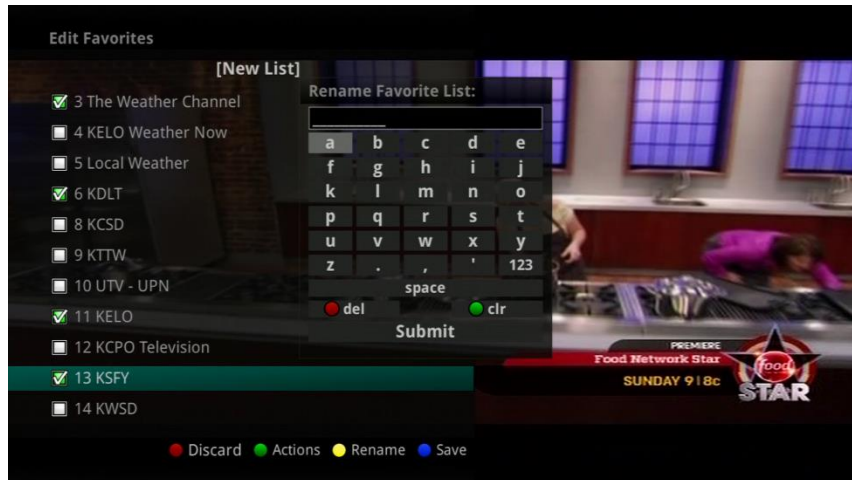 Edit Favorites
[New List]
3 The Weather Channel
4 KELO Weather Now
5 Local Weather
6 KDLT
8 KCSD
9 KTTW
10 UTV - UPN
11 KELO
12 KCPO Television
13 KSFY
14 KWSD
Rename Favorite List:
a b c d e
f g h i j
k l m n o
p q r s t
u v w x y
z . , ' 123
space
del clr
Submit
PREMIERE
Food Network Star
SUNDAY 9|8c
food
STAR
Discard Actions Rename Save